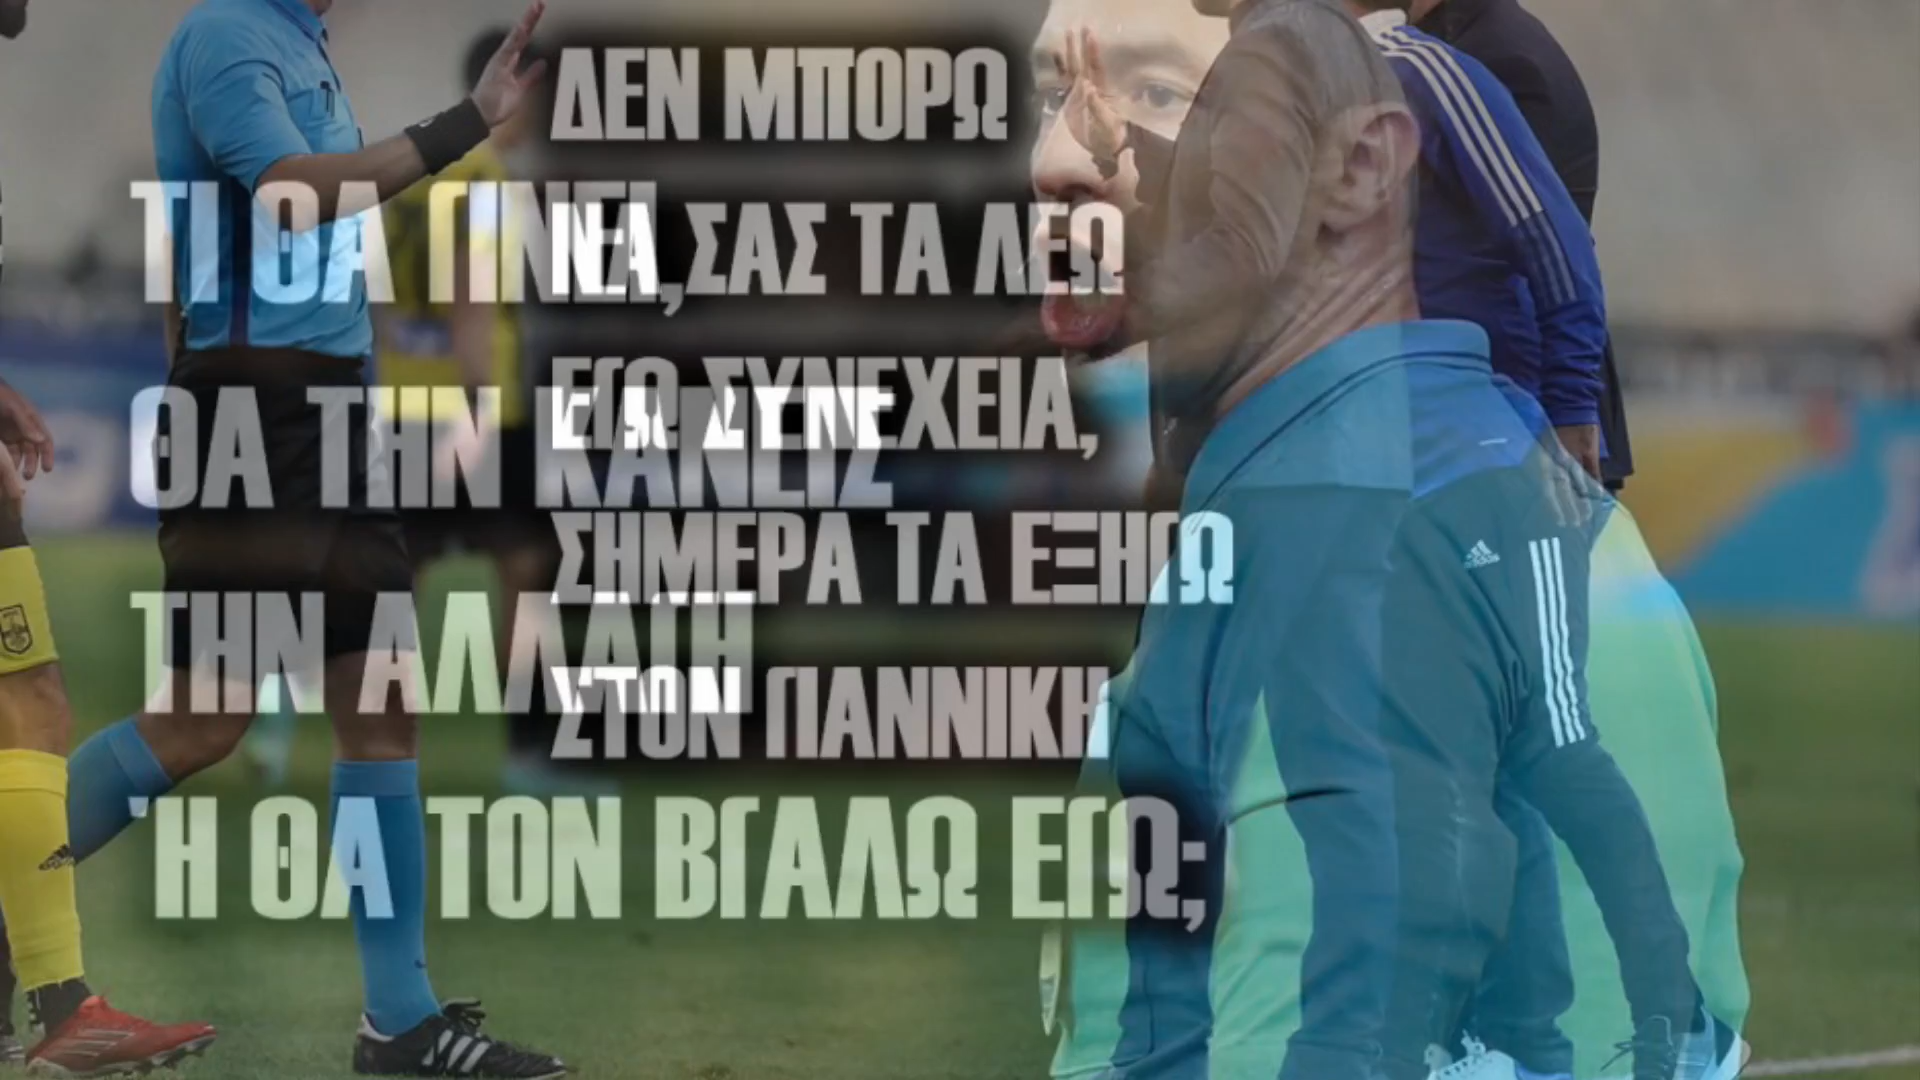 ΔΕΝ ΜΠΟΡΩ
ΝΑ ΣΑΣ ΤΑ ΛΕΩ
ΕΓΩ ΣΥΝΕΧΕΙΑ,
ΣΗΜΕΡΑ ΤΑ ΕΞΗΓΩ
ΣΤΟΝ ΓΙΑΝΝΙΚΗ
ΤΙ ΘΑ ΓΙΝΕΙ,
ΘΑ ΤΗΝ ΚΑΝΕΙΣ
ΤΗΝ ΑΛΛΑΓΗ
Ή ΘΑ ΤΟΝ ΒΓΑΛΩ ΕΓΩ;
adidas